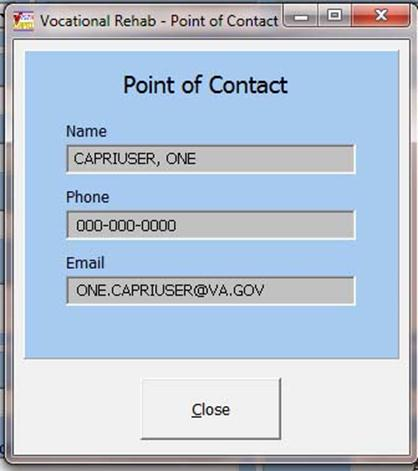 Vocational Rehab - Point of Contact
Point of Contact
Name
CAPRIUSER, ONE
Phone
000-000-0000
Email
ONE.CAPRIUSER@VA.GOV
Close